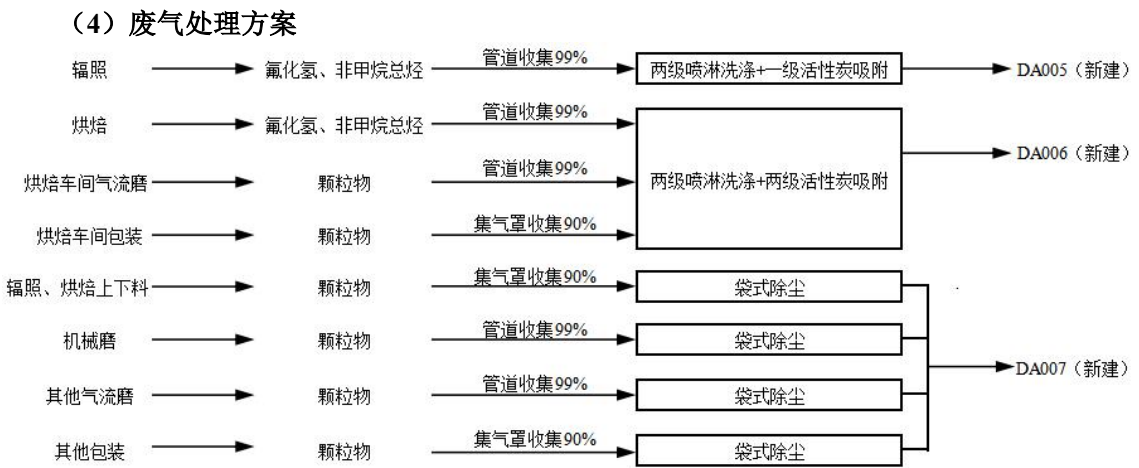 （4）废气处理方案
辐照 氟化氢、非甲烷总烃 管道收集99% 两级喷淋洗涤+一级活性炭吸附 DA005（新建）
烘焙 氟化氢、非甲烷总烃 管道收集99%
DA006（新建）
烘焙车间气流磨 颗粒物 管道收集99% 两级喷淋洗涤+两级活性炭吸附
烘焙车间包装 颗粒物 集气罩收集90%
辐照、烘焙上下料 颗粒物 集气罩收集90% 袋式除尘
机械磨 颗粒物 管道收集99% 袋式除尘
DA007（新建）
其他气流磨 颗粒物 管道收集99% 袋式除尘
其他包装 颗粒物 集气罩收集90% 袋式除尘